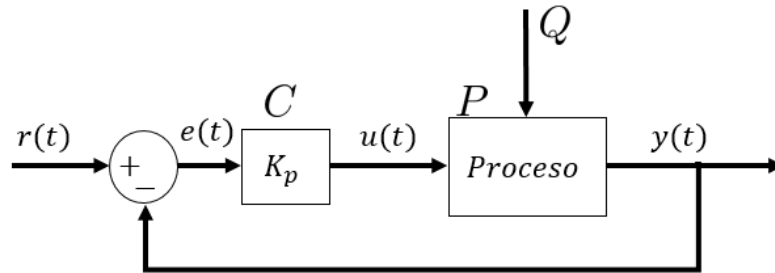 Q
C
P
r(t)
e(t)
u(t)
y(t)
+
−
K_p
Proceso